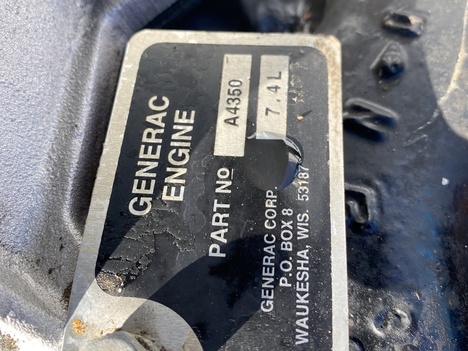 GENERAC
ENGINE
PART NO A4350
7.4L
GENERAC CORP.
P.O. BOX 8
WAUKESHA, WIS. 53187